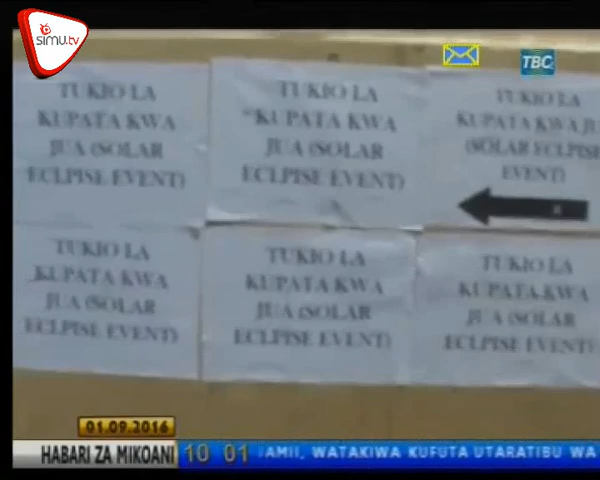 SIMU.tv
TBC
TUKIO LA
KUPATA KWA
JUA (SOLAR
ECLPISE EVENT)
TUKIO LA
KUPATA KWA
JUA (SOLAR
ECLPISE EVENT)
TUKIO LA
KUPATA KWA JU
(SOLAR ECLPISE
EVENT)
TUKIO LA
KUPATA KWA
JUA (SOLAR
ECLPISE EVENT)
TUKIO LA
KUPATA KWA
JUA (SOLAR
ECLPISE EVENT)
TUKIO LA
KUPATA KWA
JUA (SOLAR
ECLPISE EVENT)
01.09.2016
HABARI ZA MIKOANI 10 01 TAMII, WATAKIWA KUFUTA UTARATIBU WA